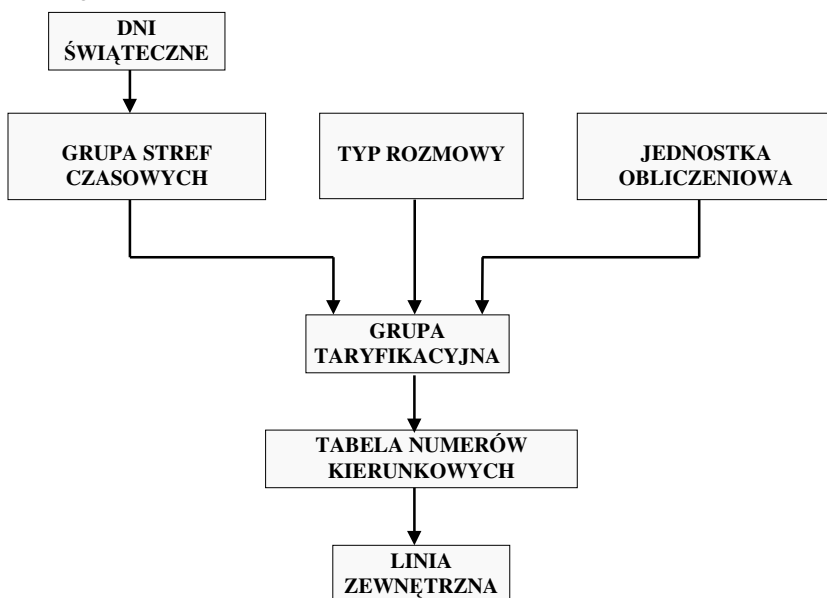 DNI
ŚWIĄTECZNE
GRUPA STREF
CZASOWYCH
TYP ROZMOWY
JEDNOSTKA
OBLICZENIOWA
GRUPA
TARYFIKACYJNA
TABELA NUMERÓW
KIERUNKOWYCH
LINIA
ZEWNĘTRZNA